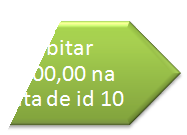 bitar
00,00 na
ta de id 10